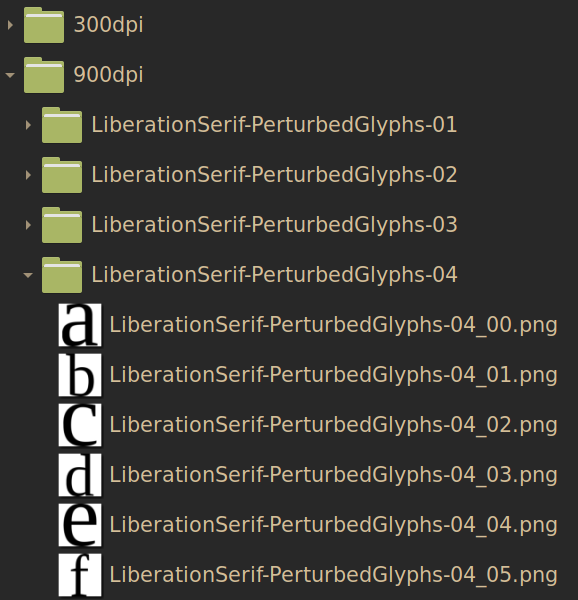 300dpi
900dpi
LiberationSerif-PerturbedGlyphs-01
LiberationSerif-PerturbedGlyphs-02
LiberationSerif-PerturbedGlyphs-03
LiberationSerif-PerturbedGlyphs-04
a LiberationSerif-PerturbedGlyphs-04_00.png
b LiberationSerif-PerturbedGlyphs-04_01.png
c LiberationSerif-PerturbedGlyphs-04_02.png
d LiberationSerif-PerturbedGlyphs-04_03.png
e LiberationSerif-PerturbedGlyphs-04_04.png
f LiberationSerif-PerturbedGlyphs-04_05.png